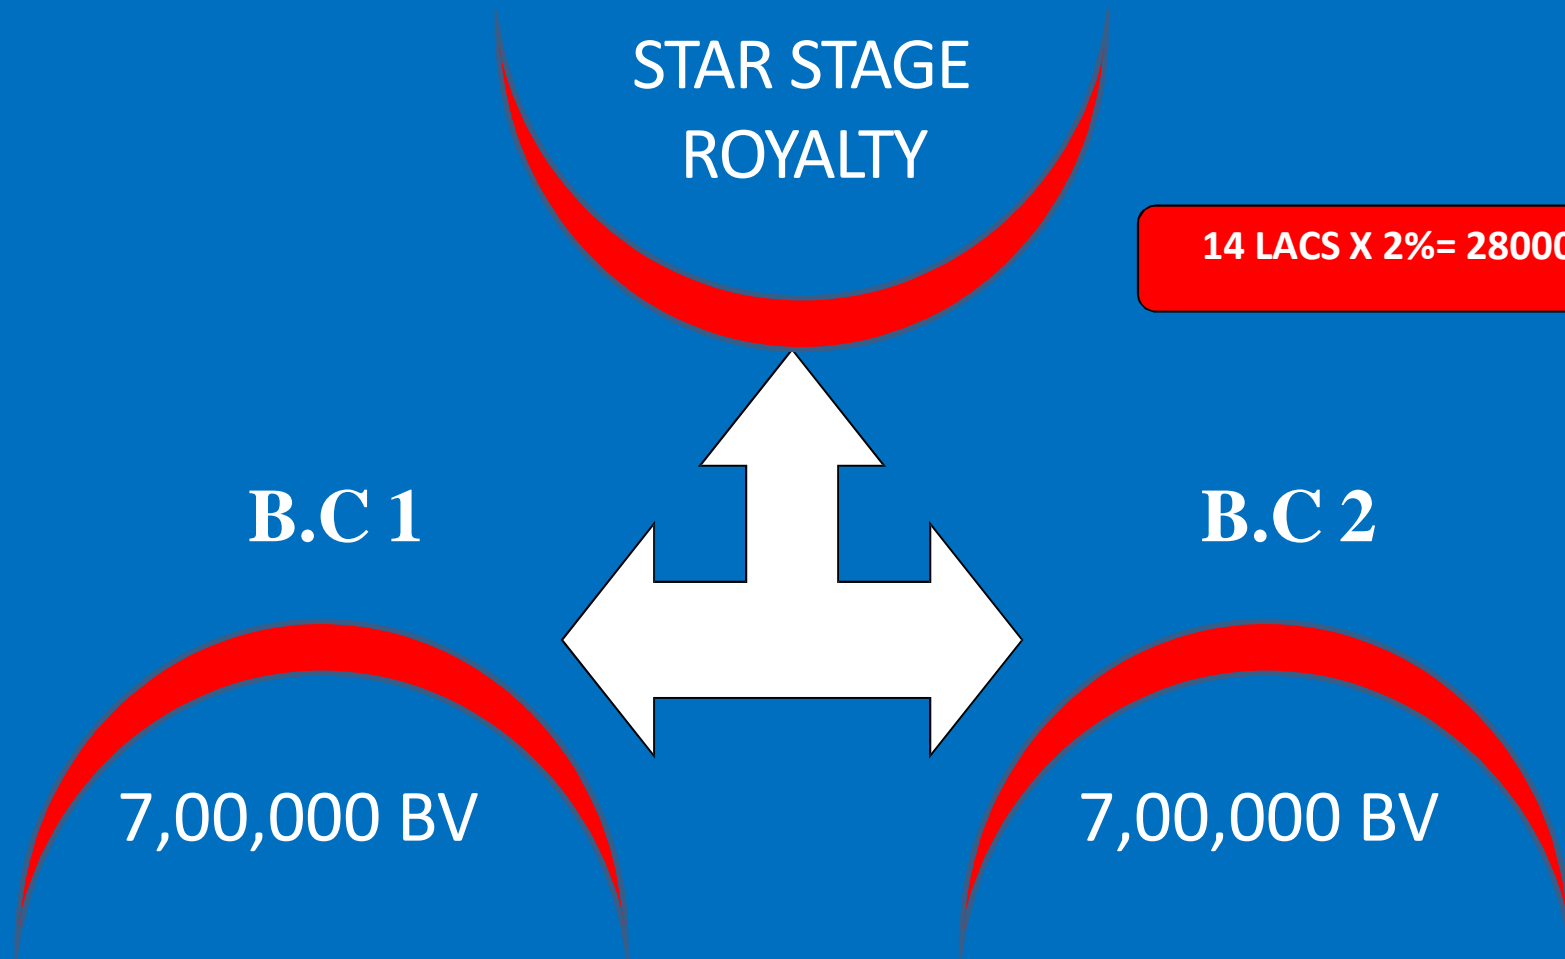 STAR STAGE
ROYALTY
14 LACS X 2%= 28000
B.C 1
B.C 2
7,00,000 BV
7,00,000 BV